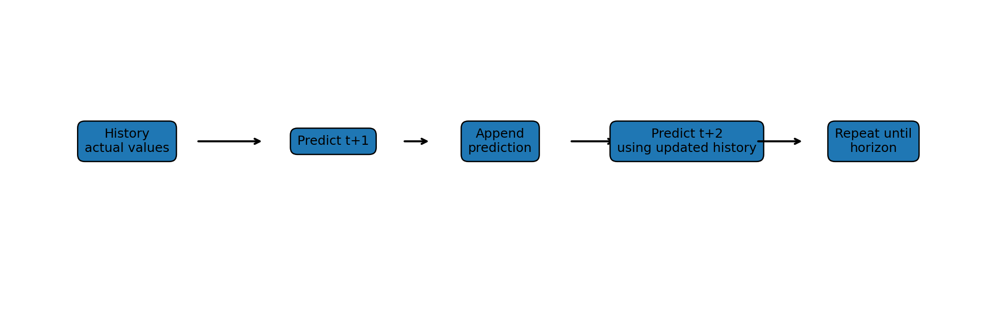 History
actual values
Predict t+1
Append
prediction
Predict t+2
using updated history
Repeat until
horizon